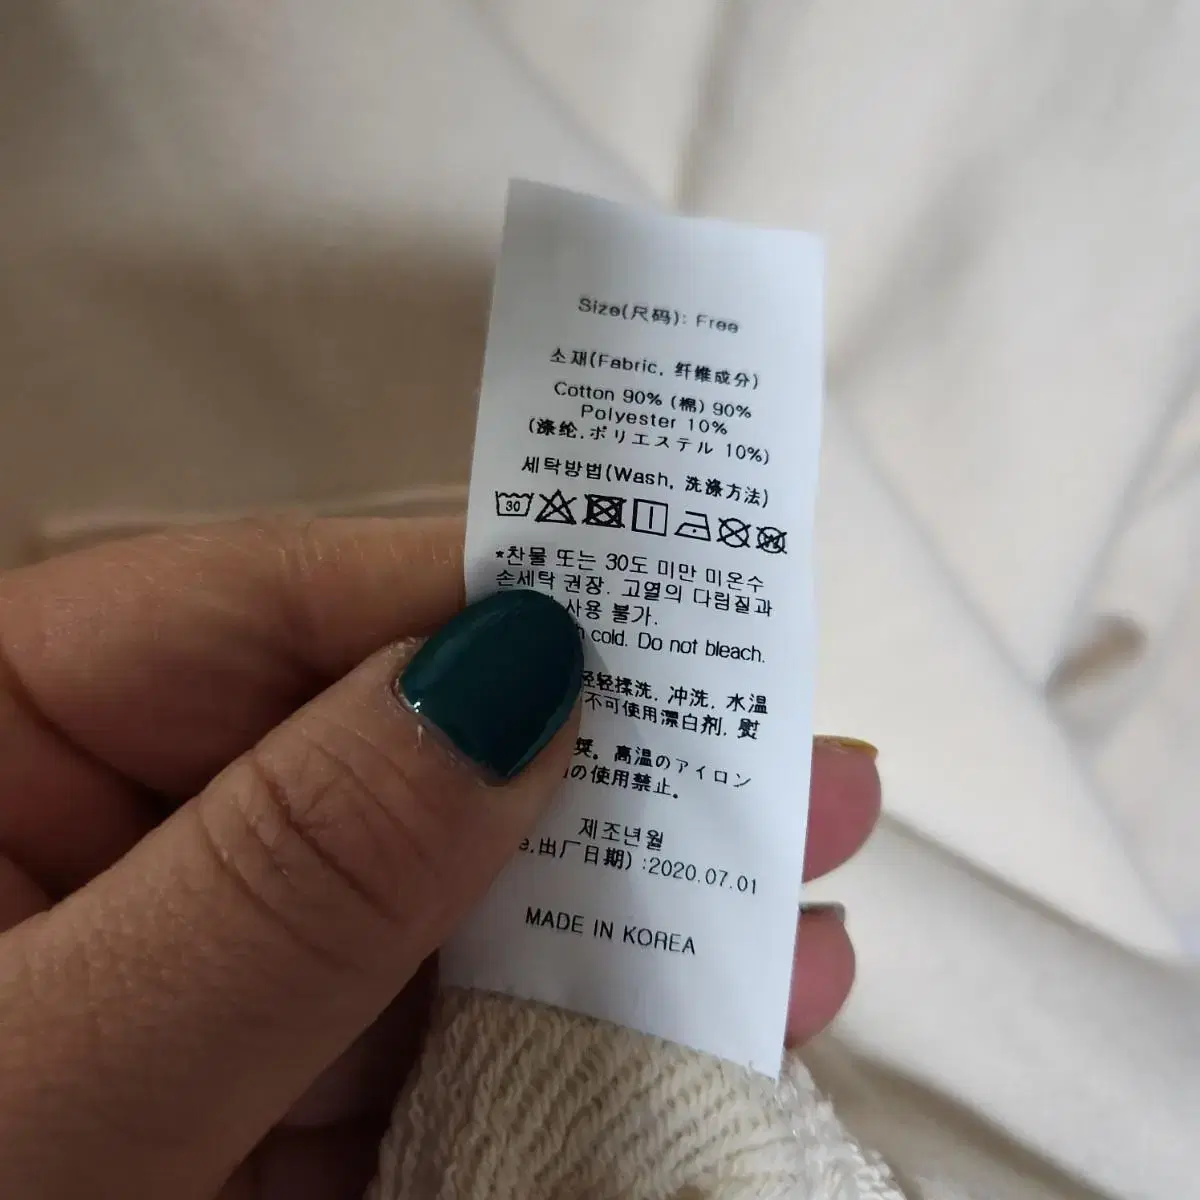 Size(尺码): Free
소재(Fabric, 纤维成分)
Cotton 90% (棉) 90%
Polyester 10%
(涤纶.ポリエステル 10%)
세탁방법(Wash, 洗涤方法)
30
*찬물 또는 30도 미만 미온수
손세탁 권장. 고열의 다림질과
사용 불가.
cold. Do not bleach.
轻揉洗. 冲洗. 水温
不可使用漂白剂. 熨
奨。高温のアイロン
の使用禁止。
제조년월
出厂日期) :2020.07.01
MADE IN KOREA